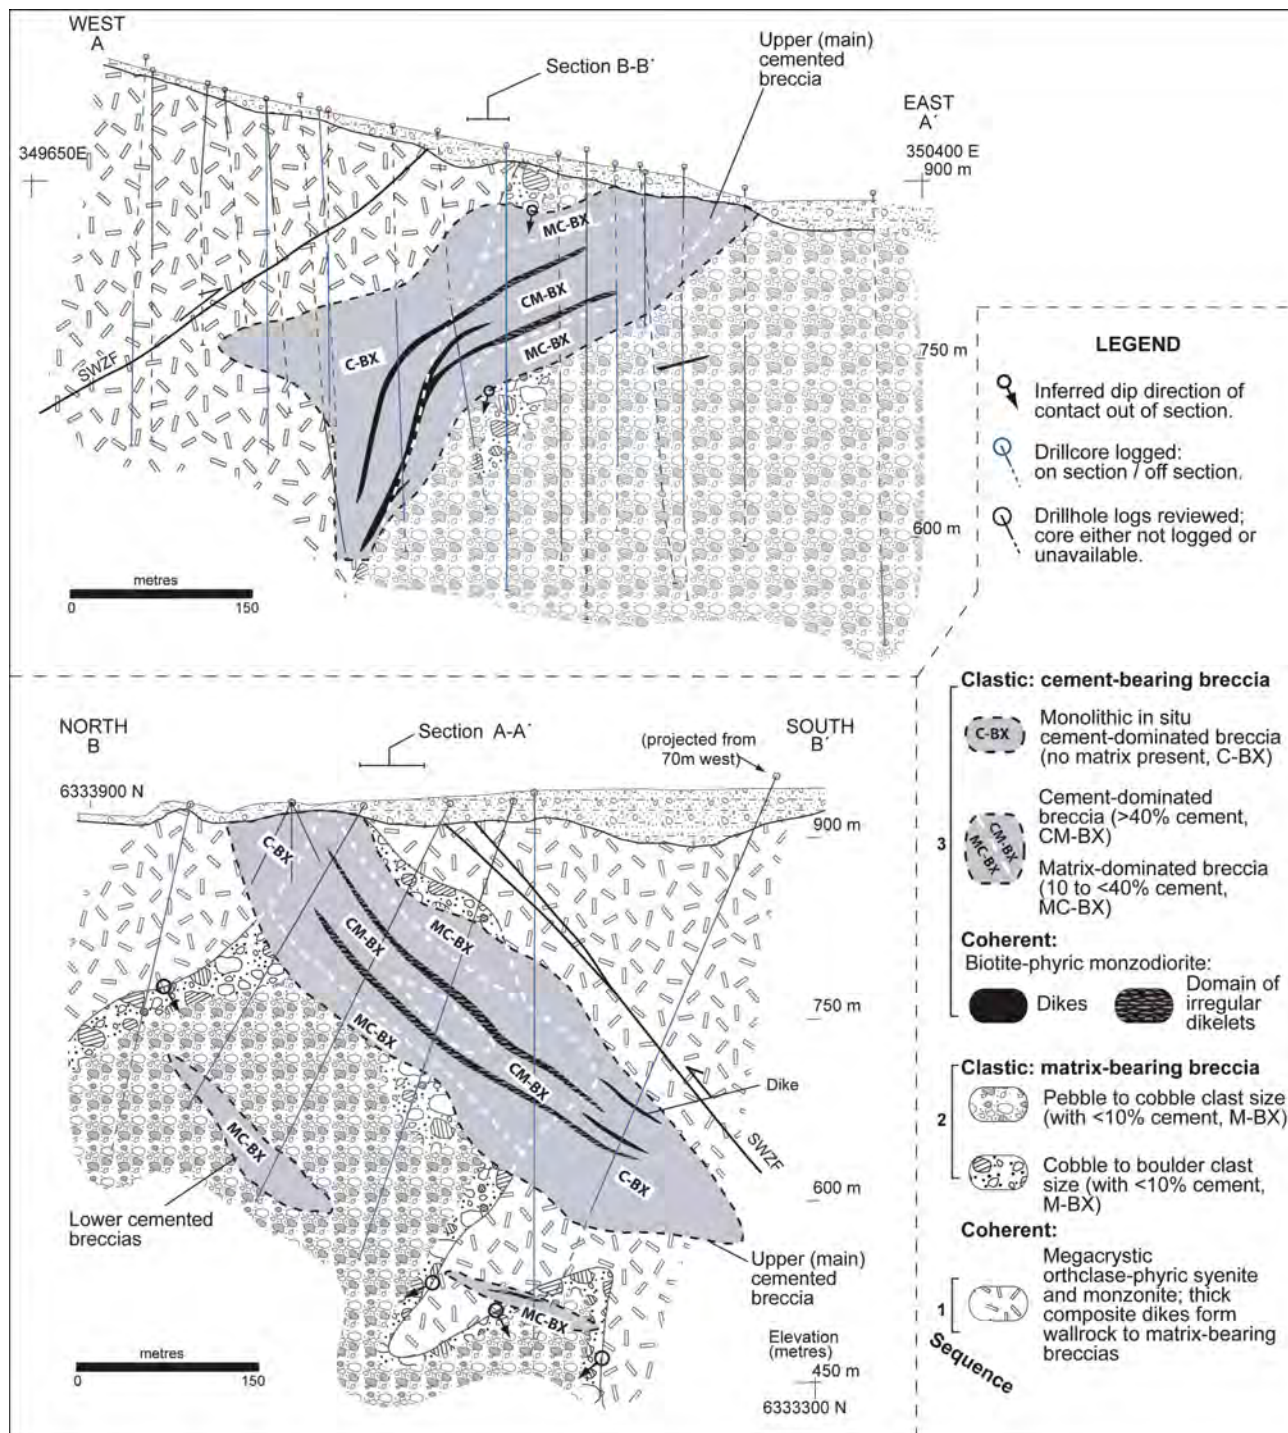 WEST
A
Section B-B´
Upper (main)
cemented
breccia
EAST
A´
349650E
350400 E
900 m
MC-BX
CM-BX
MC-BX
C-BX
SWZF
750 m
600 m
metres
0 150
LEGEND
Inferred dip direction of
contact out of section.
Drillcore logged:
on section / off section.
Drillhole logs reviewed;
core either not logged or
unavailable.
NORTH
B
Section A-A´
(projected from
70m west)
SOUTH
B´
6333900 N
900 m
C-BX
CM-BX
MC-BX
MC-BX
CM-BX
750 m
Dike
SWZF
MC-BX
C-BX
600 m
Lower cemented
breccias
Upper (main)
cemented
breccia
MC-BX
metres
0 150
Elevation
(metres)
450 m
6333300 N
Clastic: cement-bearing breccia
C-BX
Monolithic in situ
cement-dominated breccia
(no matrix present, C-BX)
3
CM-BX
MC-BX
Cement-dominated
breccia (>40% cement,
CM-BX)
Matrix-dominated breccia
(10 to <40% cement,
MC-BX)
Coherent:
Biotite-phyric monzodiorite:
Dikes
Domain of
irregular
dikelets
Clastic: matrix-bearing breccia
2
Pebble to cobble clast size
(with <10% cement, M-BX)
Cobble to boulder clast
size (with <10% cement,
M-BX)
Coherent:
1
Megacrystic
orthclase-phyric syenite
and monzonite; thick
composite dikes form
wallrock to matrix-bearing
breccias
Sequence